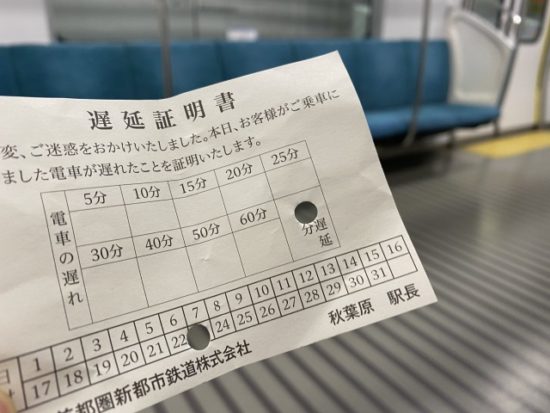 遅延証明書
変、ご迷惑をおかけいたしました。本日、お客様がご乗車に
ました電車が遅れたことを証明いたします。
電車の遅れ
5分 10分 15分 20分 25分
30分 40分 50分 60分 分遅延
日 1 2 3 4 5 6 7 8 9 10 11 12 13 14 15 16
17 18 19 20 21 22 24 25 26 27 28 29 30 31
秋葉原 駅長
首都圏新都市鉄道株式会社